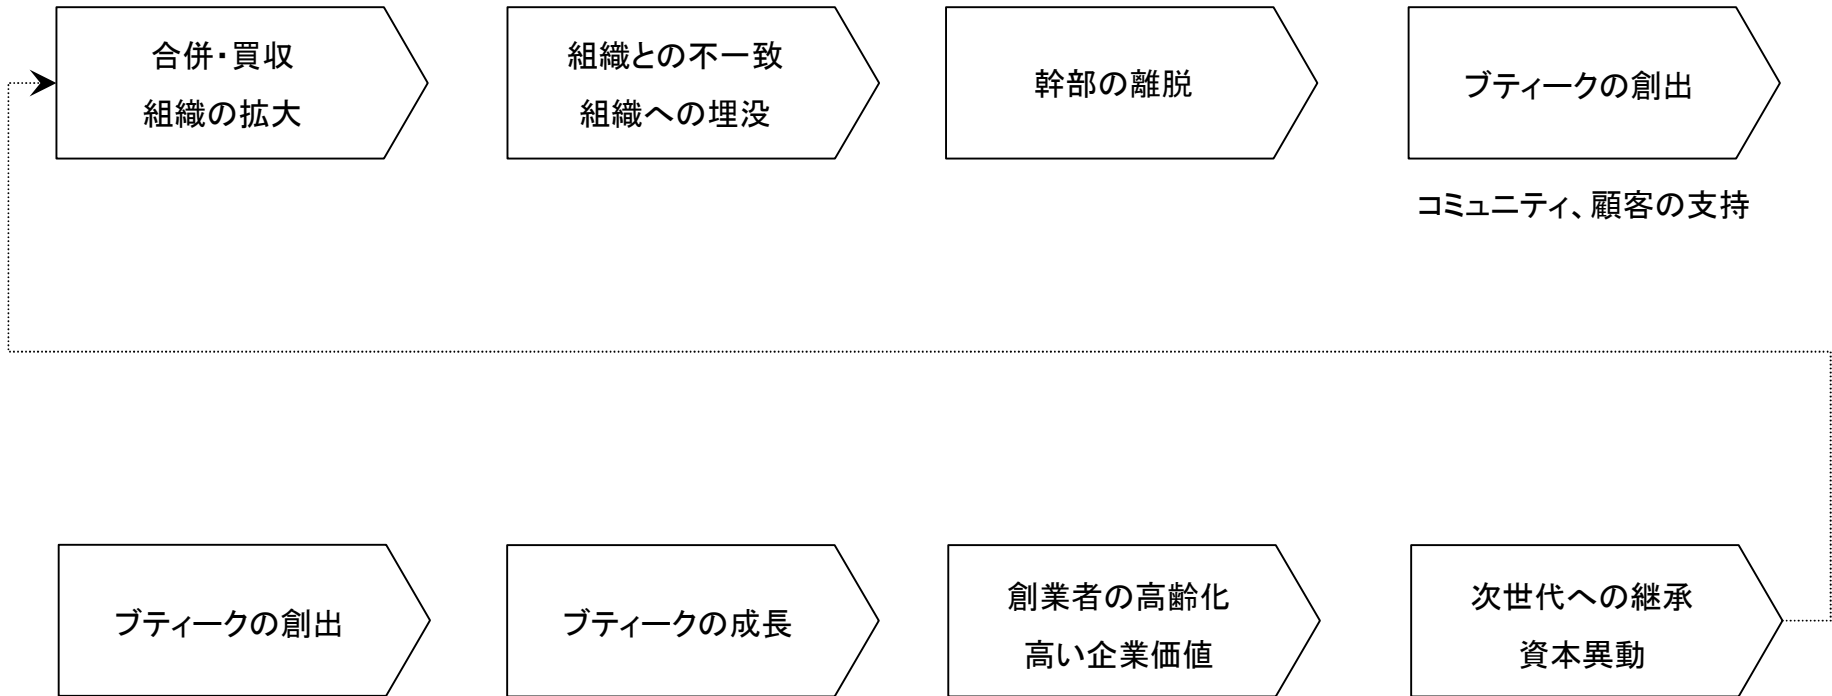 合併・買収
組織の拡大
組織との不一致
組織への埋没
幹部の離脱
ブティークの創出
コミュニティ、顧客の支持
ブティークの創出
ブティークの成長
創業者の高齢化
高い企業価値
次世代への継承
資本異動